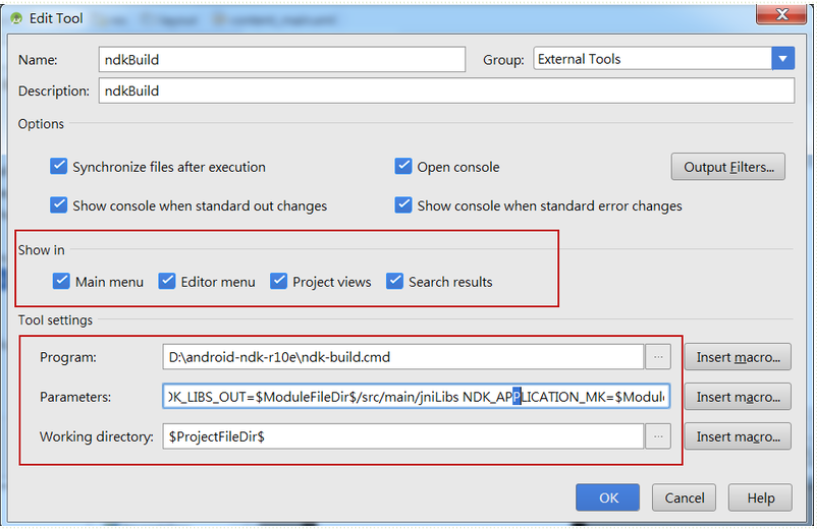 Edit Tool
Name: ndkBuild Group: External Tools
Description: ndkBuild
Options
Synchronize files after execution Open console Output Filters...
Show console when standard out changes Show console when standard error changes
Show in
Main menu Editor menu Project views Search results
Tool settings
Program: D:\android-ndk-r10e\ndk-build.cmd ... Insert macro...
Parameters: K_LIBS_OUT=$ModuleFileDir$/src/main/jniLibs NDK_APPLICATION_MK=$Modul Insert macro...
Working directory: $ProjectFileDir$ ... Insert macro...
OK Cancel Help